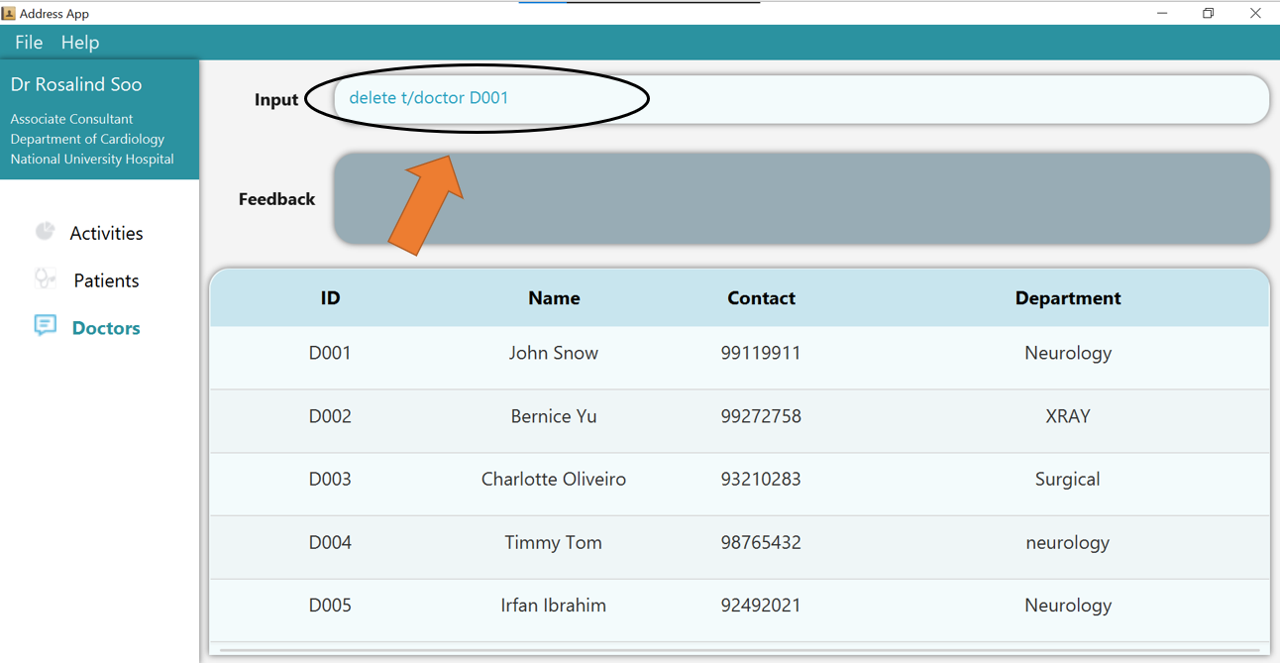 Address App
File Help
Dr Rosalind Soo
Associate Consultant
Department of Cardiology
National University Hospital
Activities
Patients
Doctors
Input delete t/doctor D001
Feedback
ID Name Contact Department
D001 John Snow 99119911 Neurology
D002 Bernice Yu 99272758 XRAY
D003 Charlotte Oliveiro 93210283 Surgical
D004 Timmy Tom 98765432 neurology
D005 Irfan Ibrahim 92492021 Neurology